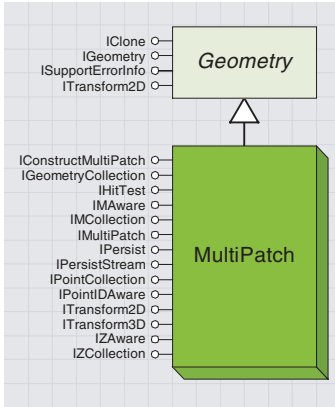 IClone
IGeometry
ISupportErrorInfo
ITransform2D
Geometry
IConstructMultiPatch
IGeometryCollection
IHitTest
IMAware
IMCollection
IMultiPatch
IPersist
IPersistStream
IPointCollection
IPointIDAware
ITransform2D
ITransform3D
IZAware
IZCollection
MultiPatch